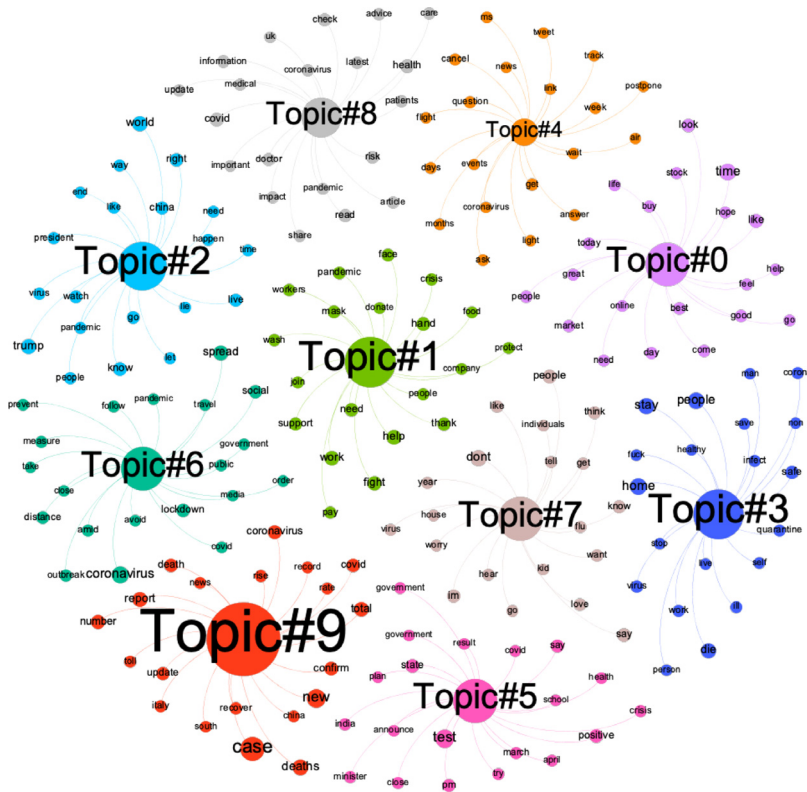 Topic#8
check
advice
care
uk
information
coronavirus
latest
health
update
medical
patients
covid
important
doctor
risk
impact
pandemic
article
read
share
Topic#4
ms
tweet
cancel
news
track
link
postpone
question
flight
week
air
wait
days
events
get
coronavirus
answer
months
light
ask
Topic#2
world
way
right
end
like
china
need
president
happen
time
virus
watch
lie
live
go
pandemic
trump
know
let
people
Topic#0
look
stock
time
life
buy
hope
like
today
great
help
feel
people
online
best
good
go
market
need
day
come
Topic#1
face
pandemic
crisis
workers
mask
donate
food
hand
wash
protect
company
join
people
need
support
thank
help
work
fight
pay
Topic#6
spread
social
prevent
follow
pandemic
travel
measure
government
take
public
close
order
media
distance
lockdown
amid
avoid
covid
outbreak
coronavirus
Topic#7
people
like
individuals
think
dont
tell
get
year
house
know
virus
flu
worry
want
hear
kid
im
go
love
say
Topic#3
man
coron
stay
people
save
non
fuck
healthy
infect
safe
home
quarantine
stop
live
self
virus
work
ill
die
person
Topic#9
coronavirus
death
news
rise
record
covid
rate
report
total
number
toll
update
confirm
italy
new
recover
china
south
case
deaths
Topic#5
government
government
result
covid
say
plan
state
health
school
india
announce
test
crisis
positive
march
april
minister
close
pm
try